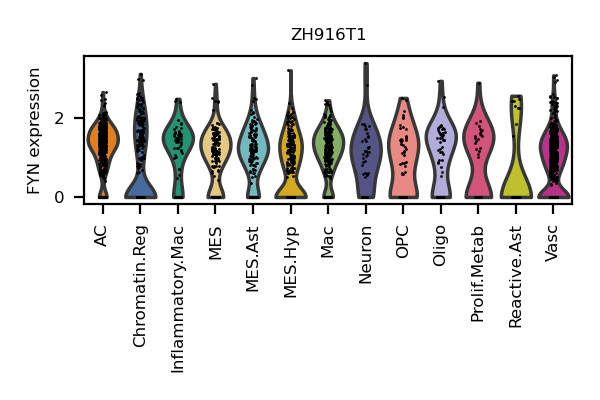 ZH916T1
FYN expression
2
0
AC
Chromatin.Reg
Inflammatory.Mac
MES
MES.Ast
MES.Hyp
Mac
Neuron
OPC
Oligo
Prolif.Metab
Reactive.Ast
Vasc